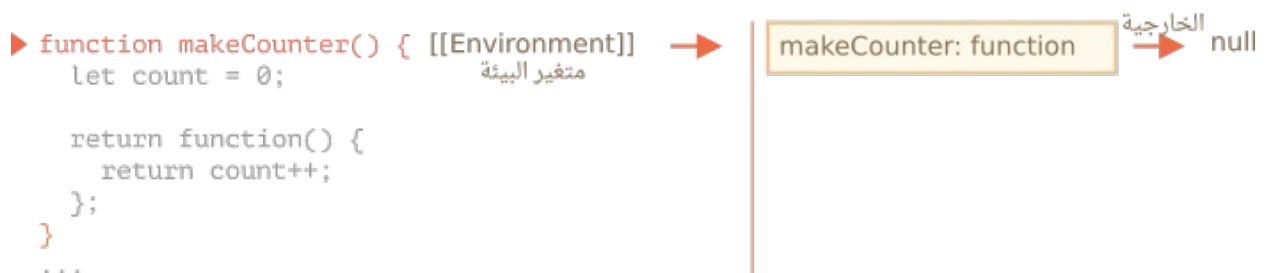 function makeCounter() { [[Environment]]
متغير البيئة
let count = 0;
return function() {
return count++;
};
}
...
makeCounter: function
الخارجية
null